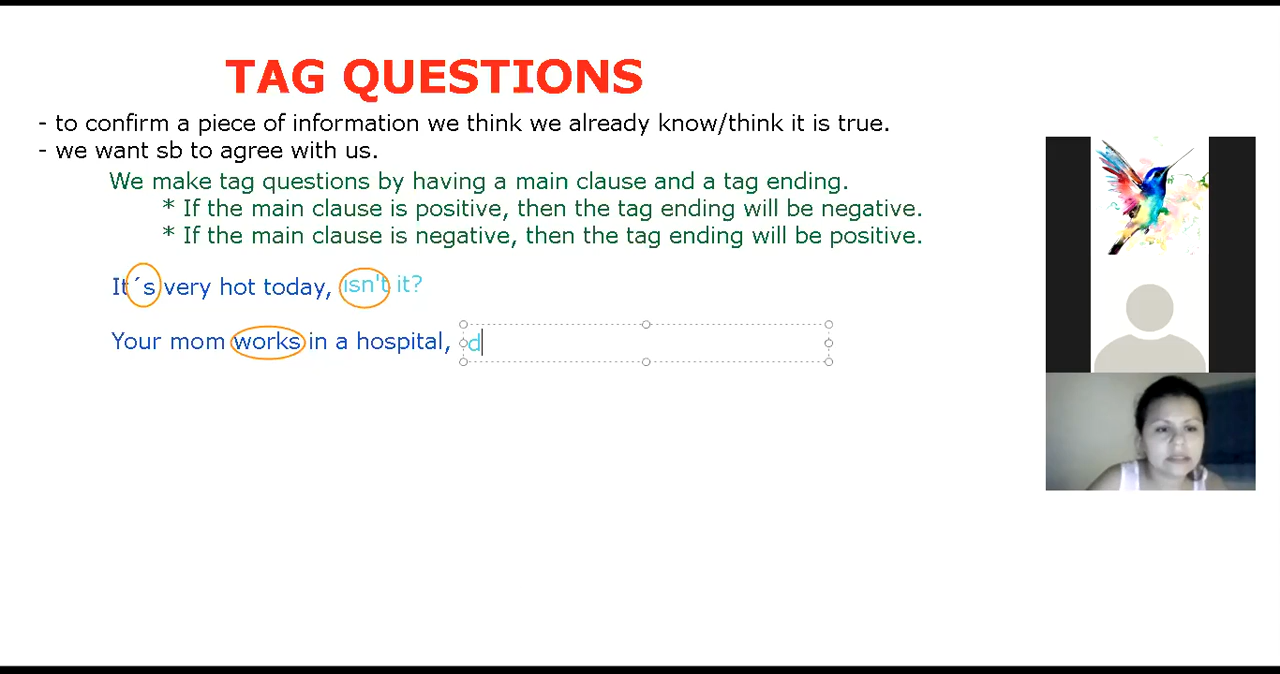 TAG QUESTIONS
- to confirm a piece of information we think we already know/think it is true.
- we want sb to agree with us.
We make tag questions by having a main clause and a tag ending.
* If the main clause is positive, then the tag ending will be negative.
* If the main clause is negative, then the tag ending will be positive.
It´s very hot today, isn't it?
Your mom works in a hospital, d